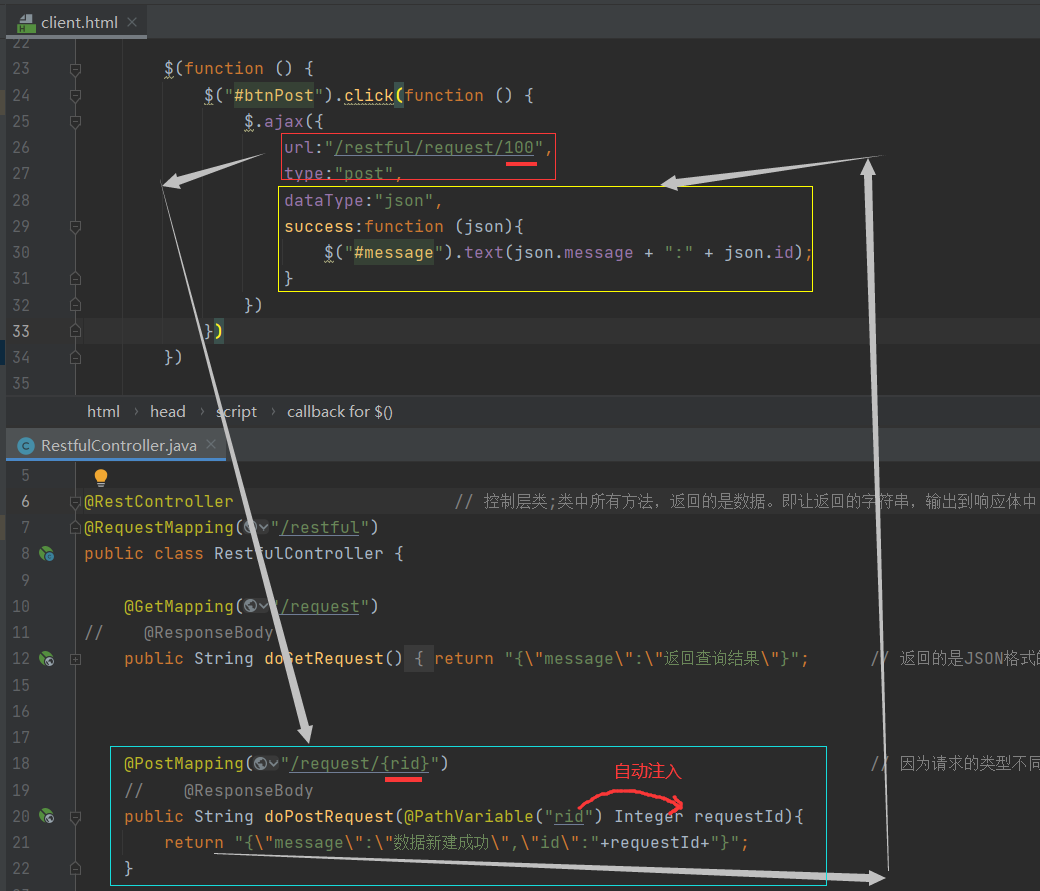 client.html
22
23 $(function () {
24 $("#btnPost").click(function () {
25 $.ajax({
26 url:"/restful/request/100",
27 type:"post",
28 dataType:"json",
29 success:function (json){
30 $("#message").text(json.message + ":" + json.id);
31 }
32 })
33 })
34 })
35
html › head › script › callback for $()
RestfulController.java
5
6 @RestController // 控制层类;类中所有方法，返回的是数据。即让返回的字符串，输出到响应体中
7 @RequestMapping("/restful")
8 public class RestfulController {
9
10 @GetMapping("/request")
11 // @ResponseBody
12 public String doGetRequest() { return "{\"message\":\"返回查询结果\"}"; // 返回的是JSON格式的
15
16
17
18 @PostMapping("/request/{rid}") // 因为请求的类型不同
自动注入
19 // @ResponseBody
20 public String doPostRequest(@PathVariable("rid") Integer requestId){
21 return "{\"message\":\"数据新建成功\",\"id\":"+requestId+"}";
22 }